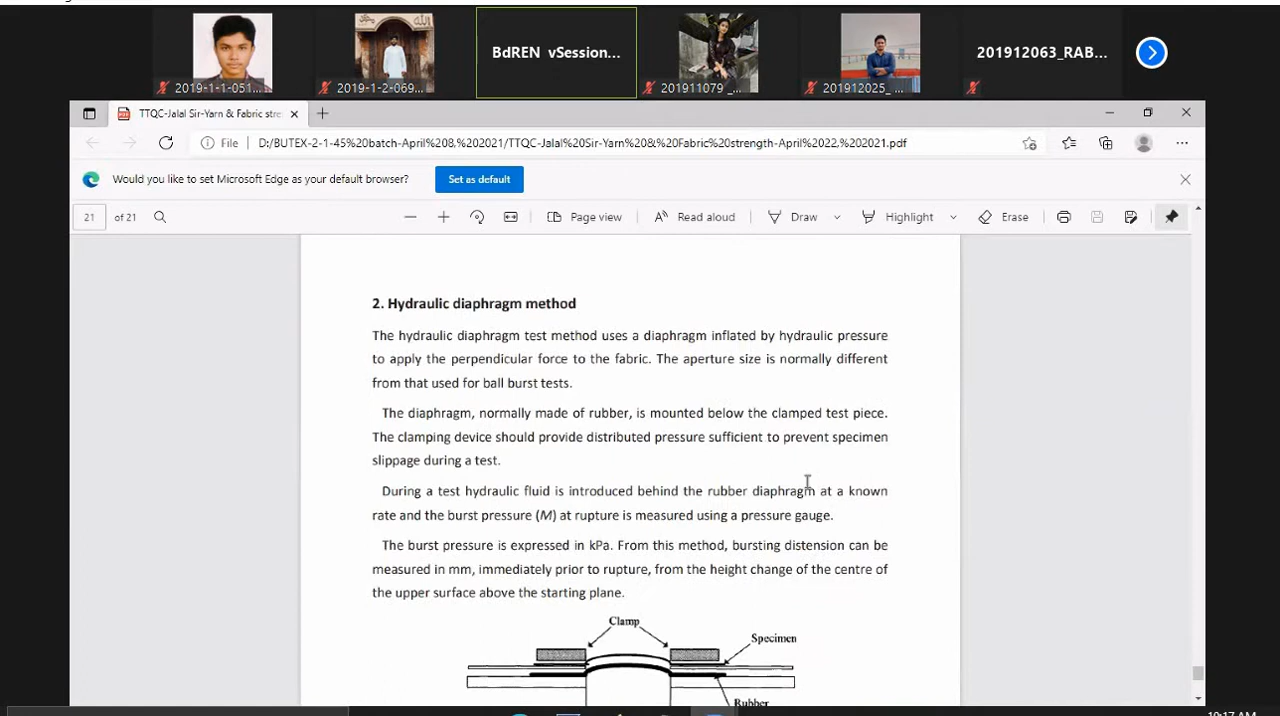 BdREN vSession...
201912063_RAB...
2019-1-1-051...
2019-1-2-069...
201911079_...
201912025_...
TTQC-Jalal Sir-Yarn & Fabric stre
File
D:/BUTEX-2-1-45%20batch-April%208,%202021/TTQC-Jalal%20Sir-Yarn%20&%20Fabric%20strength-April%2022,%202021.pdf
Would you like to set Microsoft Edge as your default browser?
Set as default
21 of 21
Page view
Read aloud
Draw
Highlight
Erase
2. Hydraulic diaphragm method
The hydraulic diaphragm test method uses a diaphragm inflated by hydraulic pressure
to apply the perpendicular force to the fabric. The aperture size is normally different
from that used for ball burst tests.
The diaphragm, normally made of rubber, is mounted below the clamped test piece.
The clamping device should provide distributed pressure sufficient to prevent specimen
slippage during a test.
During a test hydraulic fluid is introduced behind the rubber diaphragm at a known
rate and the burst pressure (M) at rupture is measured using a pressure gauge.
The burst pressure is expressed in kPa. From this method, bursting distension can be
measured in mm, immediately prior to rupture, from the height change of the centre of
the upper surface above the starting plane.
Clamp
Specimen
Rubber
10:17 AM